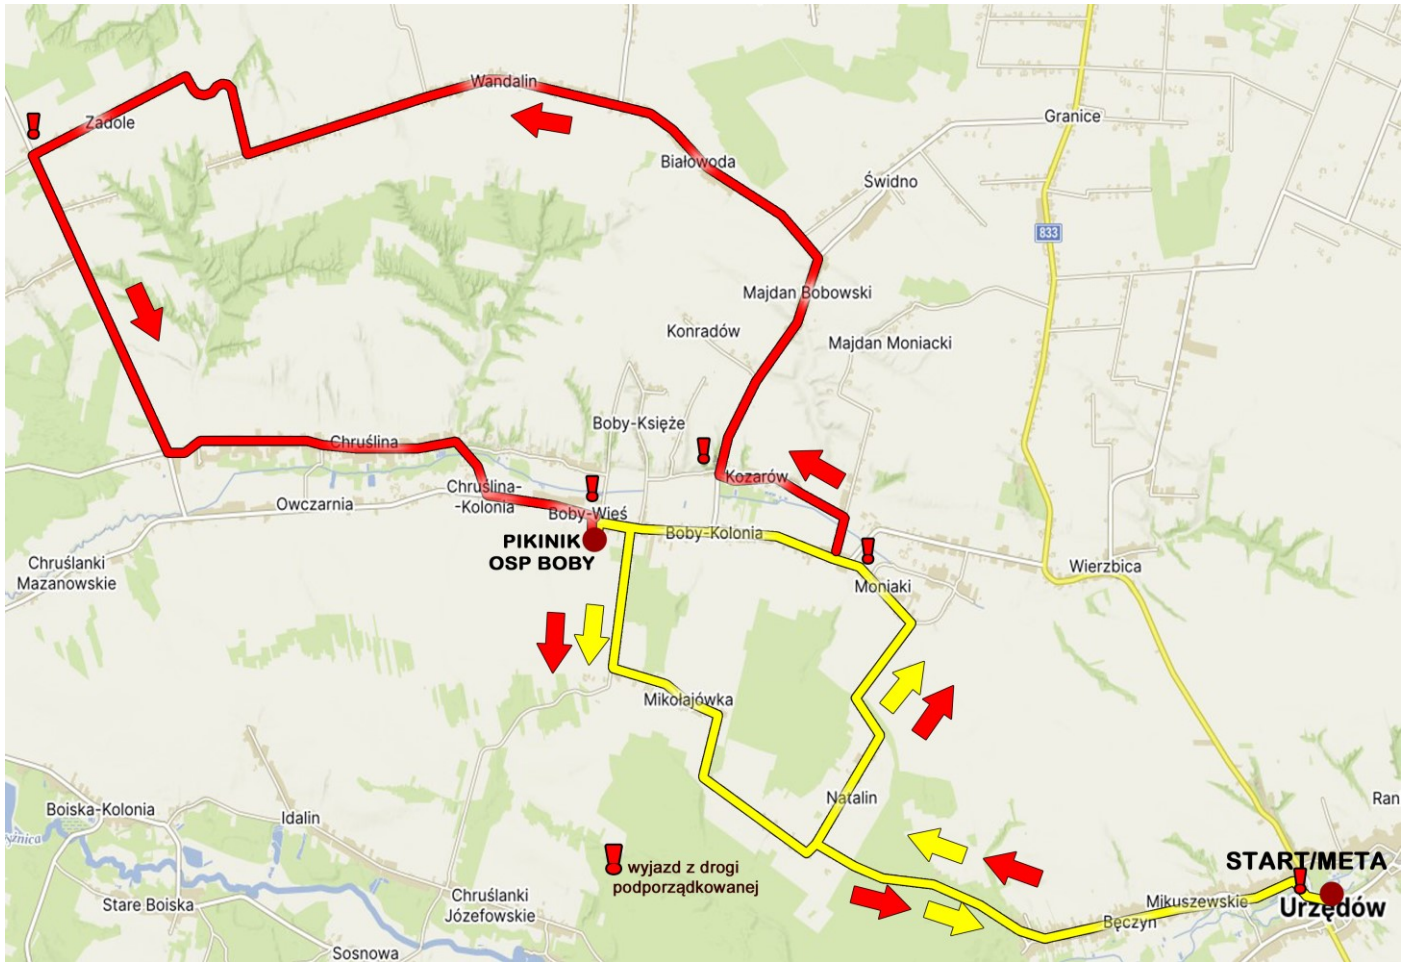 Wandalin
Zadole
Granice
Białowoda
Świdno
833
Majdan Bobowski
Konradów
Majdan Moniacki
Boby-Księże
Chruślina
Kozarów
Chruślina-
-Kolonia
Owczarnia
Boby-Wieś
Boby-Kolonia
PIKINIK
OSP BOBY
Chruślanki
Mazanowskie
Wierzbica
Moniaki
Mikołajówka
Natalin
Ran
Boiska-Kolonia
Idalin
START/META
wyjazd z drogi
podporządkowanej
Chruślanki
Józefowskie
Stare Boiska
Mikuszewskie
Urzędów
Bęczyn
Sosnowa